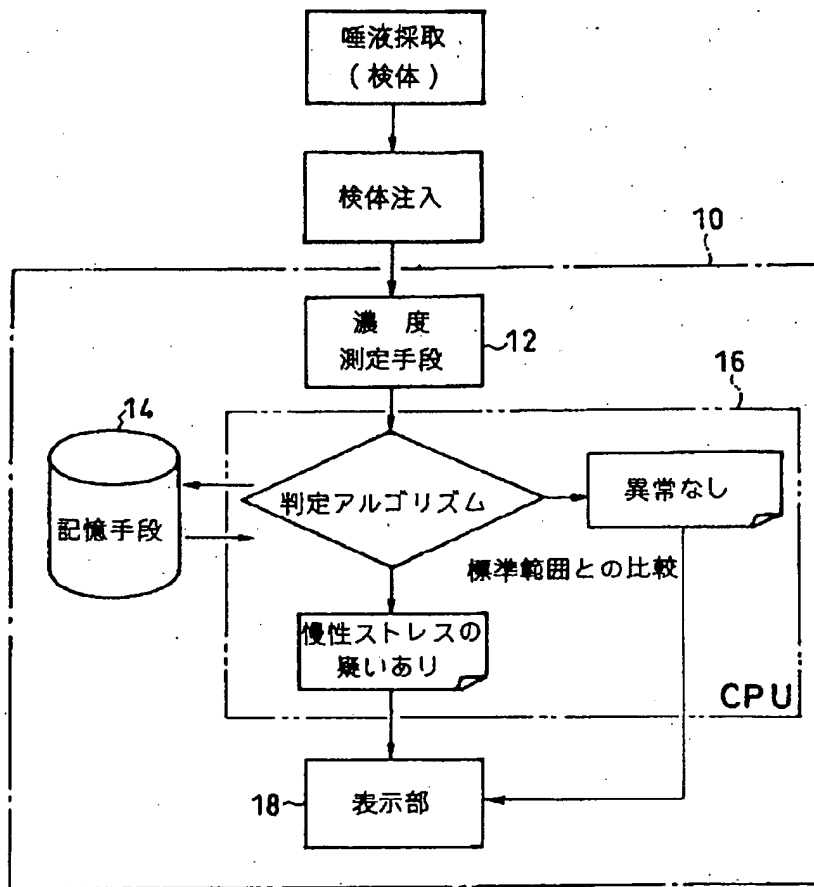 唾液採取
(検体)
検体注入
10
濃 度
測定手段
12
16
14
記憶手段
判定アルゴリズム
異常なし
標準範囲との比較
慢性ストレスの
疑いあり
CPU
18
表示部